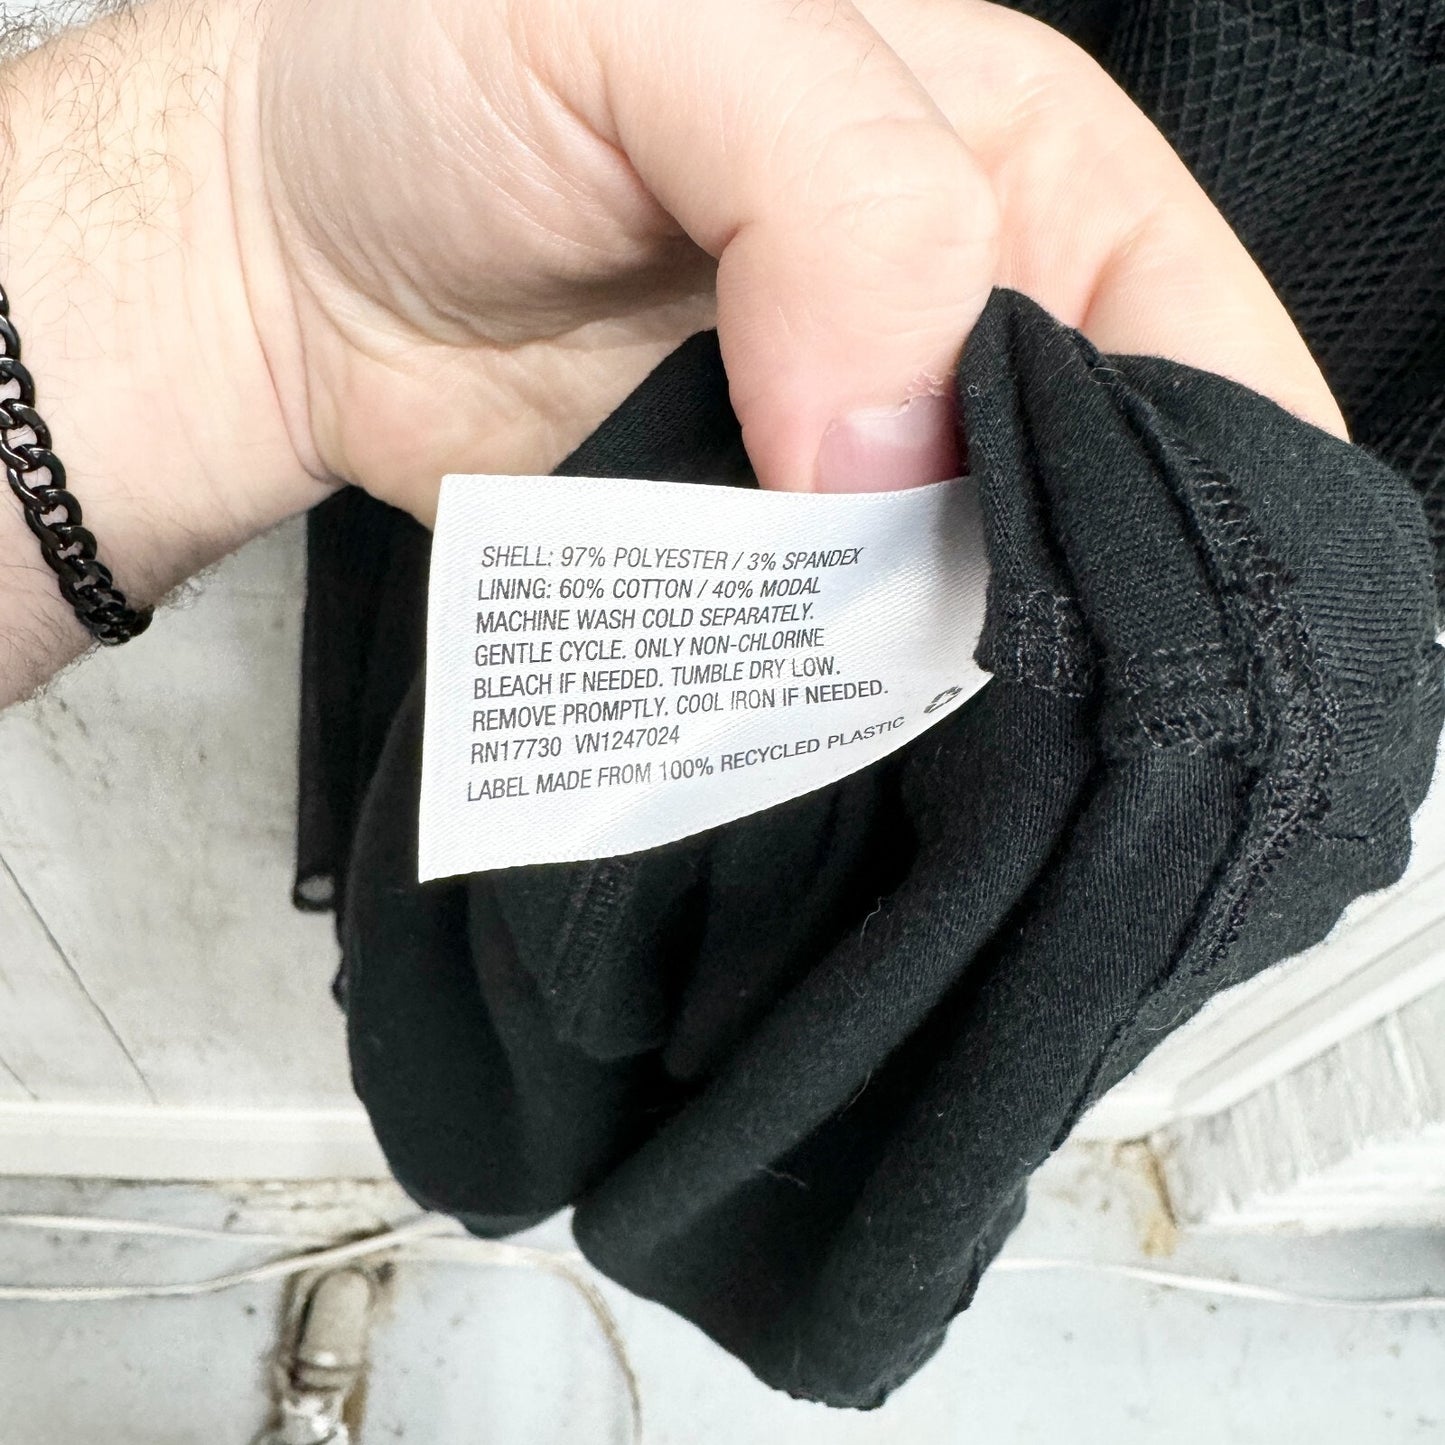 SHELL: 97% POLYESTER / 3% SPANDEX
LINING: 60% COTTON / 40% MODAL
MACHINE WASH COLD SEPARATELY.
GENTLE CYCLE. ONLY NON-CHLORINE
BLEACH IF NEEDED. TUMBLE DRY LOW.
REMOVE PROMPTLY. COOL IRON IF NEEDED.
RN17730 VN1247024
LABEL MADE FROM 100% RECYCLED PLASTIC